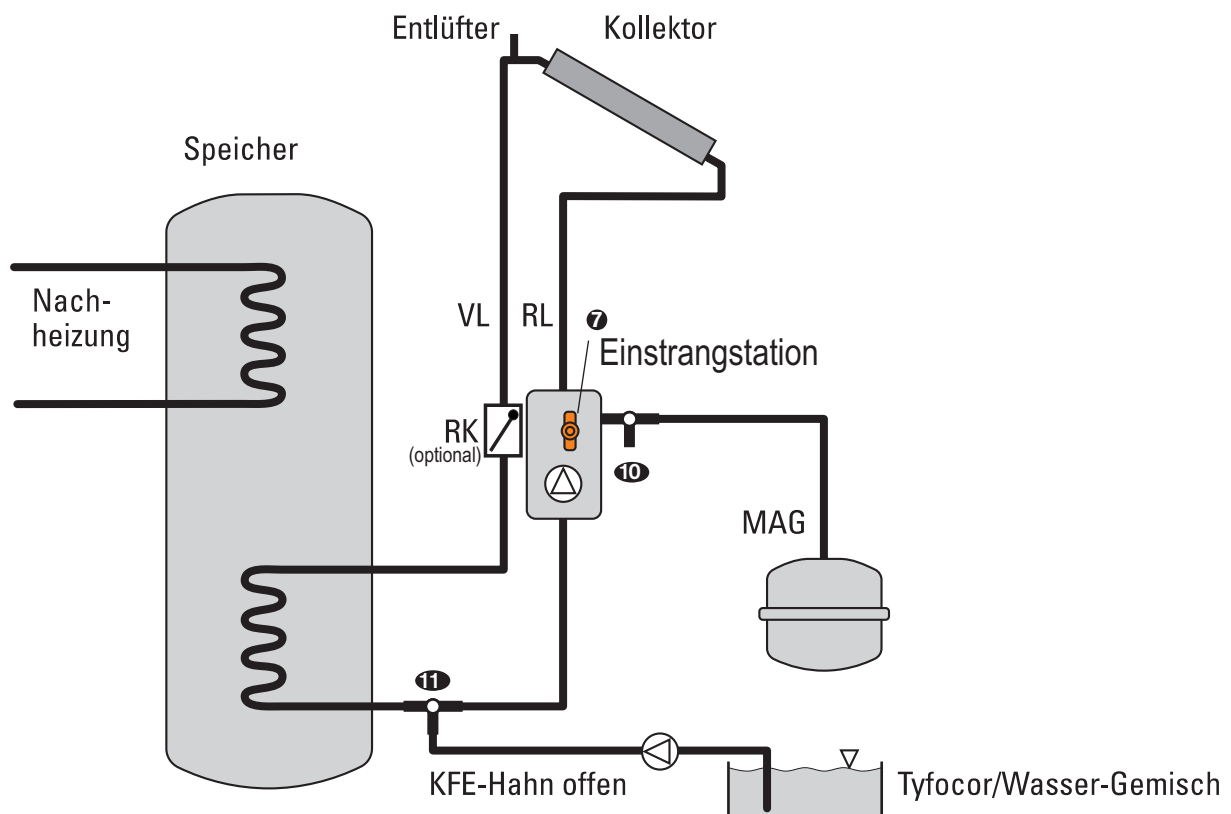 Entlüfter
Kollektor
Speicher
Nach-
heizung
VL
RL
7
Einstrangstation
RK
(optional)
10
MAG
11
KFE-Hahn offen
Tyfocor/Wasser-Gemisch